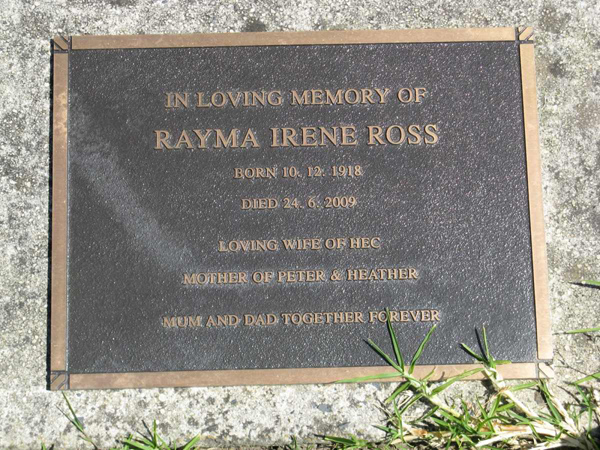 IN LOVING MEMORY OF
RAYMA IRENE ROSS
BORN 10. 12. 1918
DIED 24. 6. 2009
LOVING WIFE OF HEC
MOTHER OF PETER & HEATHER
MUM AND DAD TOGETHER FOREVER